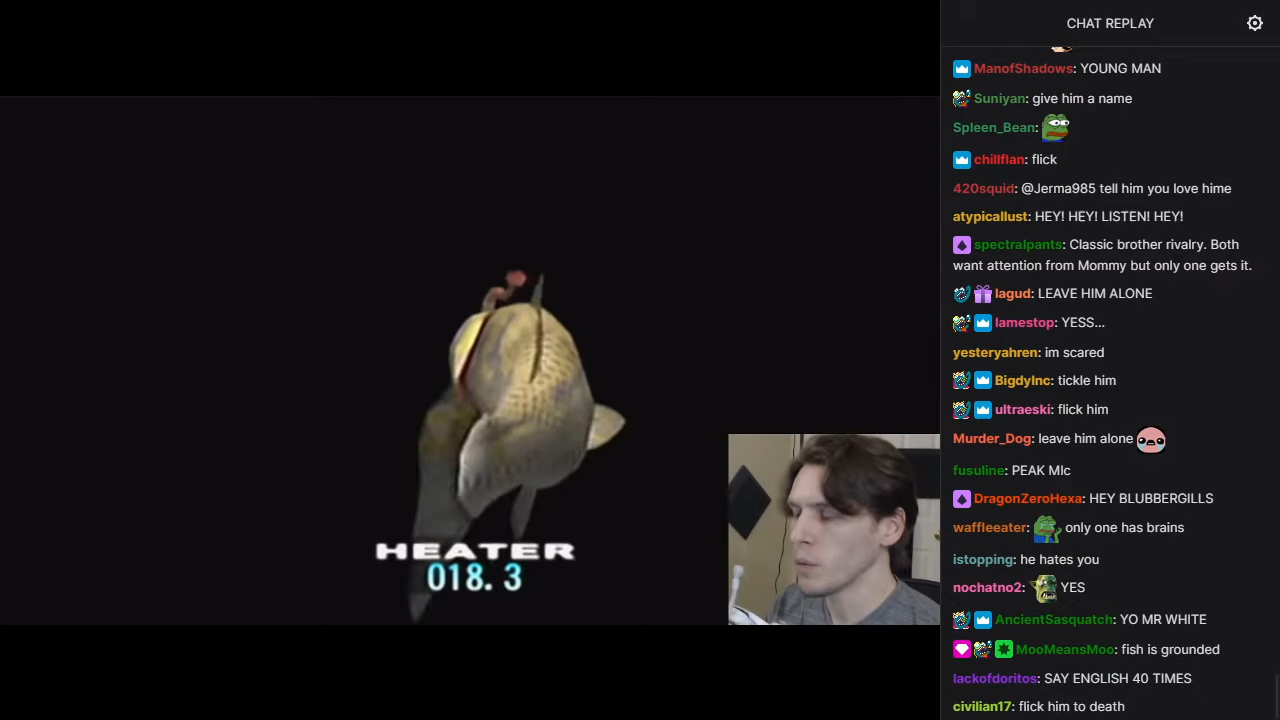 CHAT REPLAY
ManofShadows: YOUNG MAN
Suniyan: give him a name
Spleen_Bean:
chillflan: flick
420squid: @Jerma985 tell him you love hime
atypicallust: HEY! HEY! LISTEN! HEY!
spectralpants: Classic brother rivalry. Both
want attention from Mommy but only one gets it.
lagud: LEAVE HIM ALONE
lamestop: YESS...
yesteryahren: im scared
BigdyInc: tickle him
ultraeski: flick him
Murder_Dog: leave him alone
fusuline: PEAK MIc
DragonZeroHexa: HEY BLUBBERGILLS
waffleeater: only one has brains
istopping: he hates you
nochatno2: YES
AncientSasquatch: YO MR WHITE
MooMeansMoo: fish is grounded
lackofdoritos: SAY ENGLISH 40 TIMES
civilian17: flick him to death
HEATER
018. 3